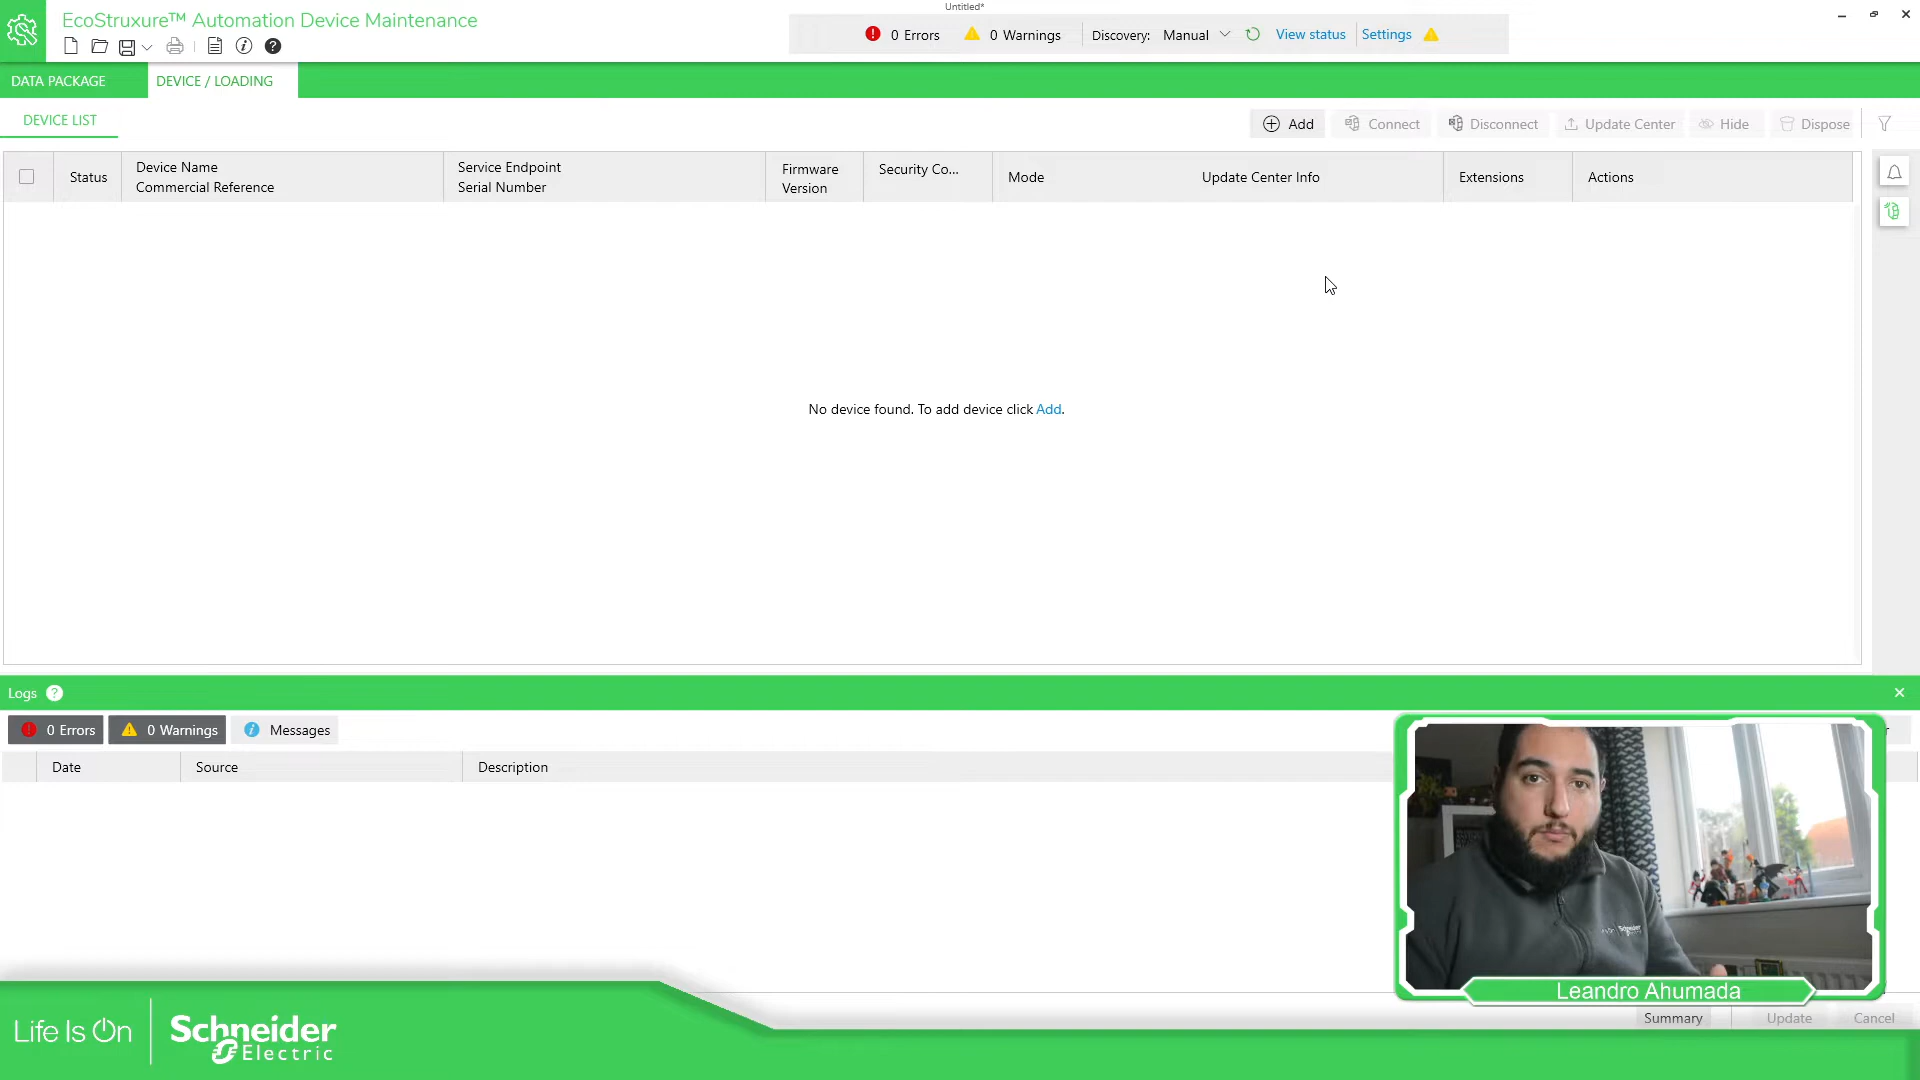 Untitled*
EcoStruxure™ Automation Device Maintenance
0 Errors
0 Warnings
Discovery: Manual
View status
Settings
DATA PACKAGE
DEVICE / LOADING
DEVICE LIST
Add
Connect
Disconnect
Update Center
Hide
Dispose
Status
Device Name
Commercial Reference
Service Endpoint
Serial Number
Firmware
Version
Security Co...
Mode
Update Center Info
Extensions
Actions
No device found. To add device click Add.
Logs ?
0 Errors
0 Warnings
Messages
Date
Source
Description
Schneider
Leandro Ahumada
Summary
Update
Cancel
Life Is On
Schneider
Electric